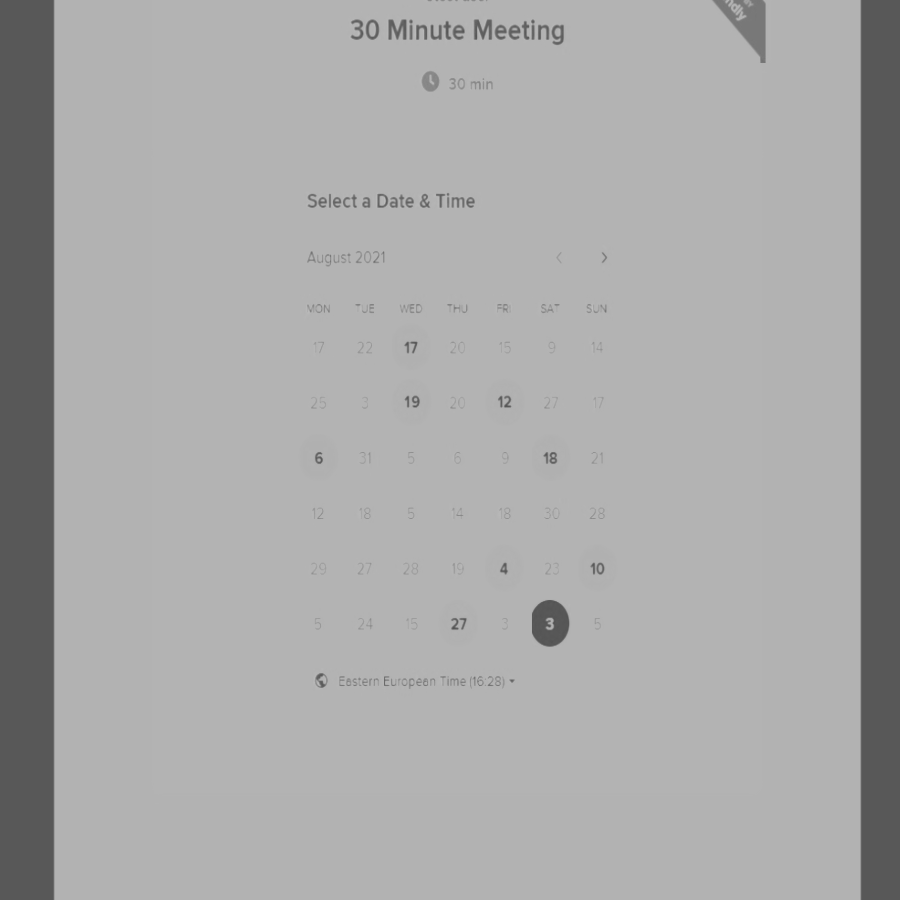 30 Minute Meeting
30 min
Select a Date & Time
August 2021
MON TUE WED THU FRI SAT SUN
17 22 17 20 15 9 14
25 3 19 20 12 27 17
6 31 5 6 9 18 21
12 18 5 14 18 30 28
29 27 28 19 4 23 10
5 24 15 27 3 3 5
Eastern European Time (16:28)